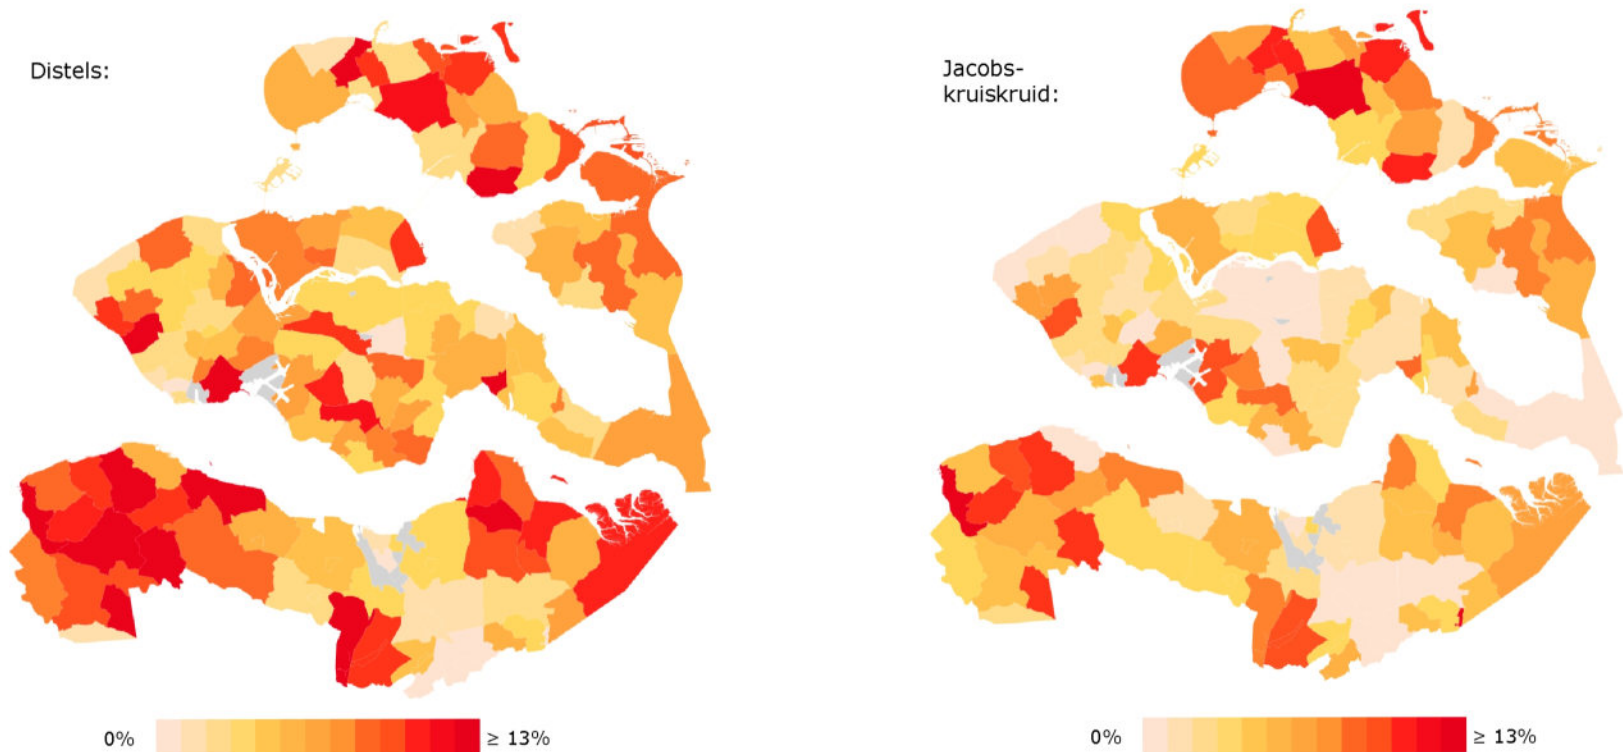 Distels:
Jacobs-
kruiskruid:
0%
≥ 13%
0%
≥ 13%